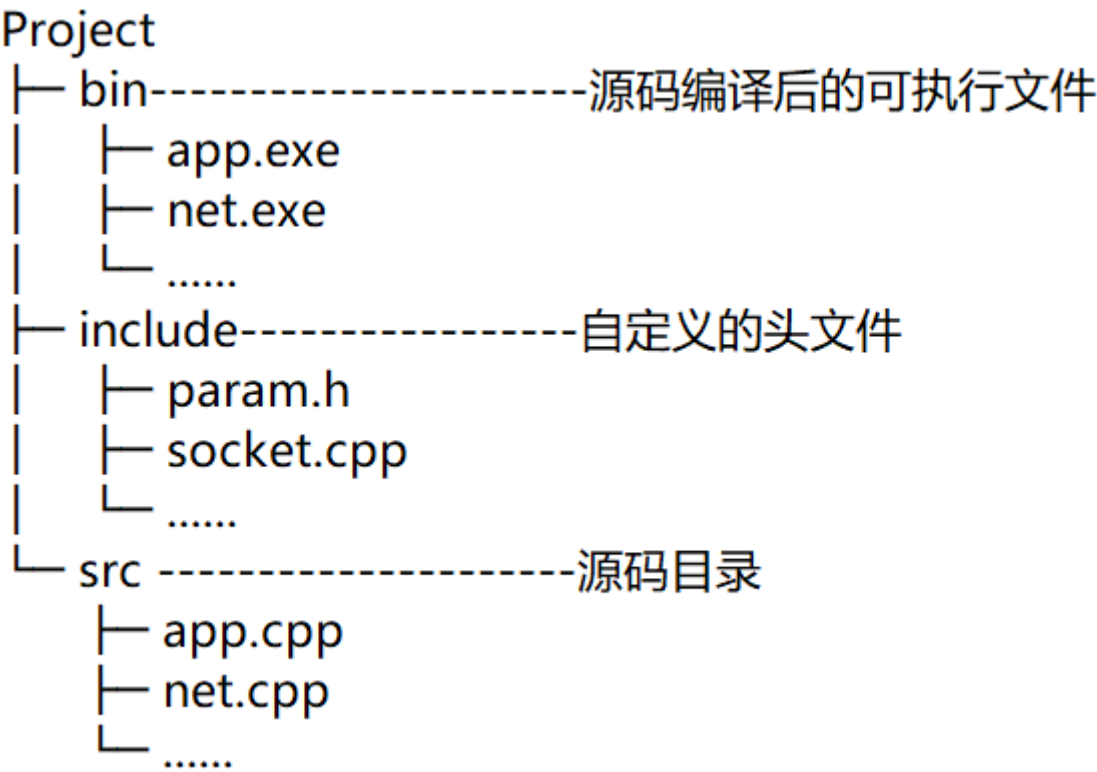 Project
├─ bin----------------------源码编译后的可执行文件
│   ├─ app.exe
│   ├─ net.exe
│   └─ ......
├─ include-----------------自定义的头文件
│   ├─ param.h
│   ├─ socket.cpp
│   └─ ......
└─ src ---------------------源码目录
    ├─ app.cpp
    ├─ net.cpp
    └─ ......